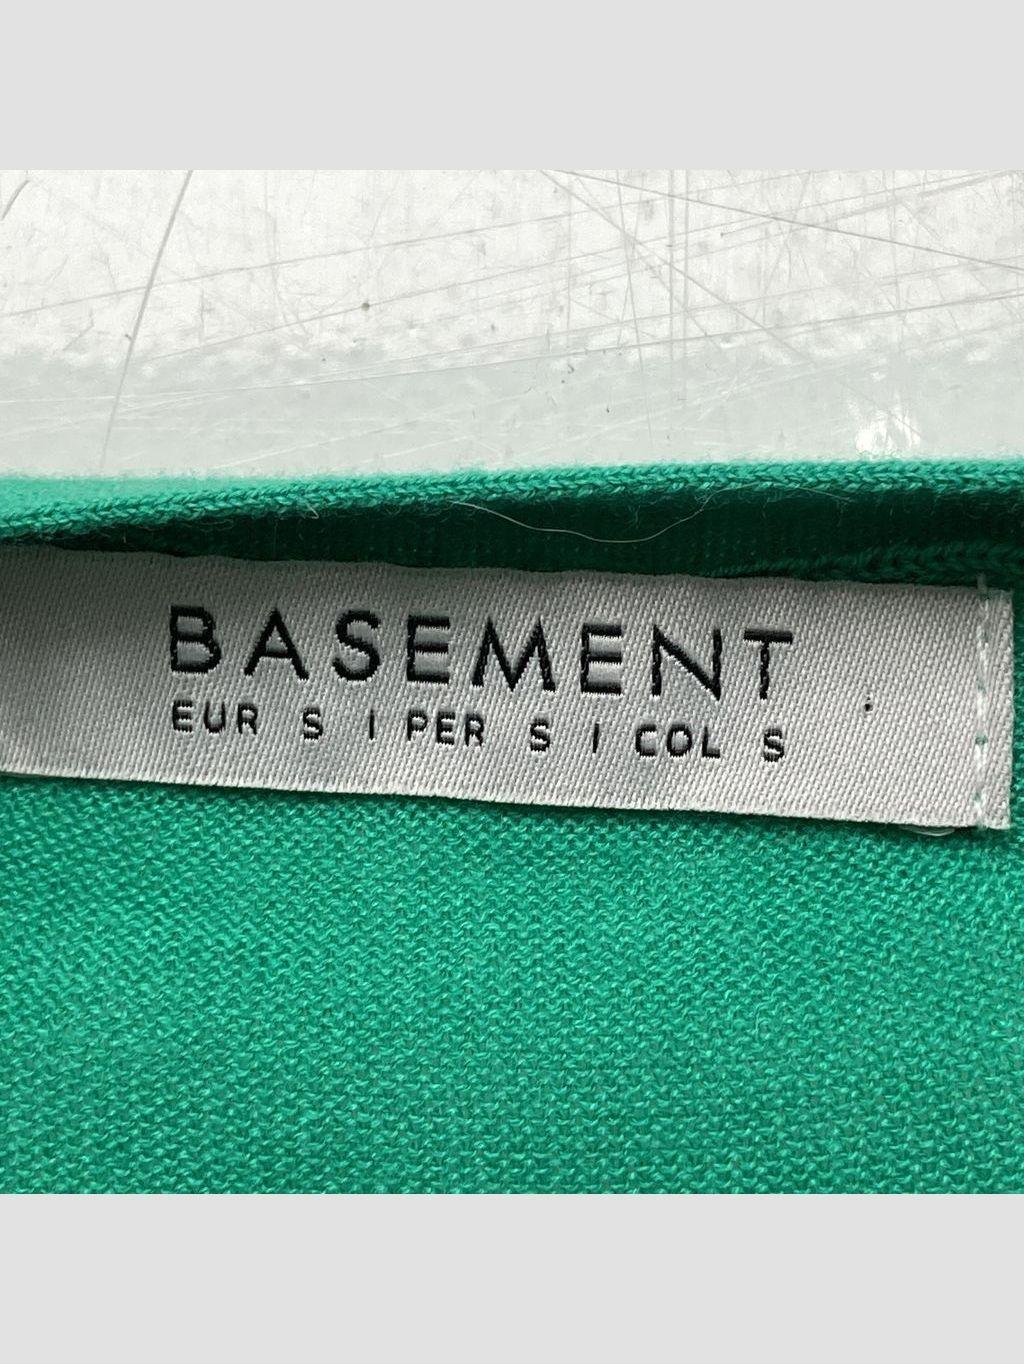 BASEMENT
EUR S | PER S | COL S